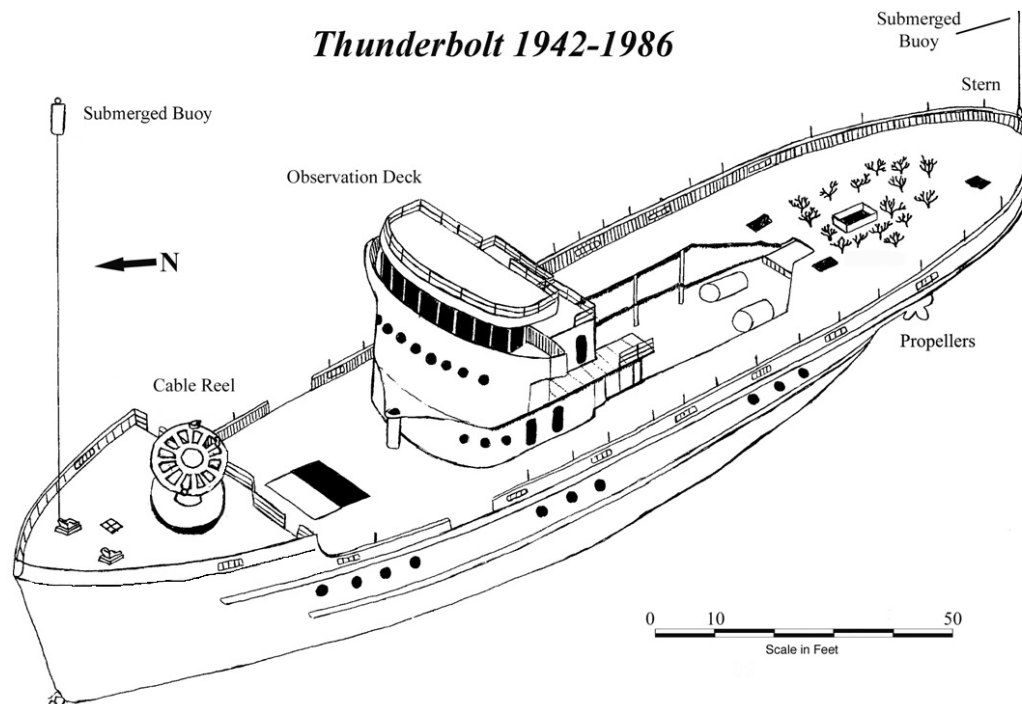 Thunderbolt 1942-1986
Submerged
Buoy
Stern
Submerged Buoy
Observation Deck
N
Cable Reel
Propellers
0 10 50
Scale in Feet